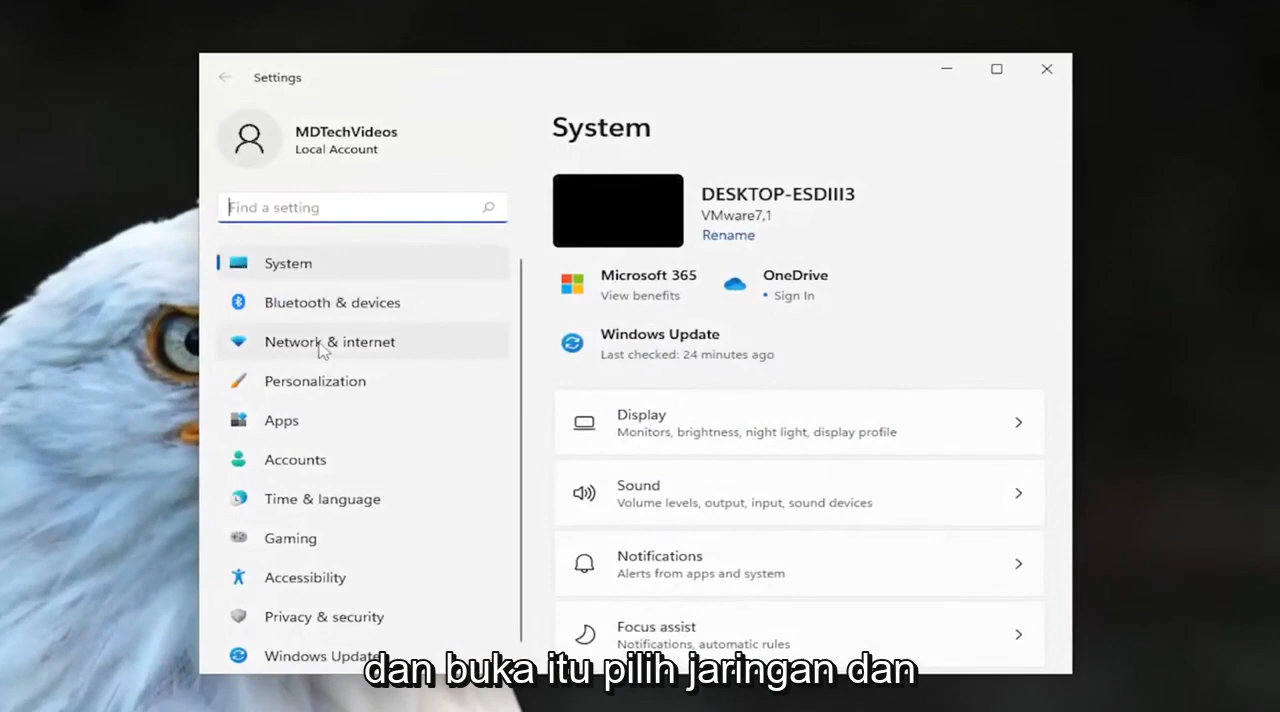 Settings
MDTechVideos
Local Account
Find a setting
System
Bluetooth & devices
Network & internet
Personalization
Apps
Accounts
Time & language
Gaming
Accessibility
Privacy & security
Windows Update
System
DESKTOP-ESDIII3
VMware7,1
Rename
Microsoft 365
View benefits
OneDrive
• Sign In
Windows Update
Last checked: 24 minutes ago
Display
Monitors, brightness, night light, display profile
Sound
Volume levels, output, input, sound devices
Notifications
Alerts from apps and system
Focus assist
Notifications, automatic rules
dan buka itu pilih jaringan dan